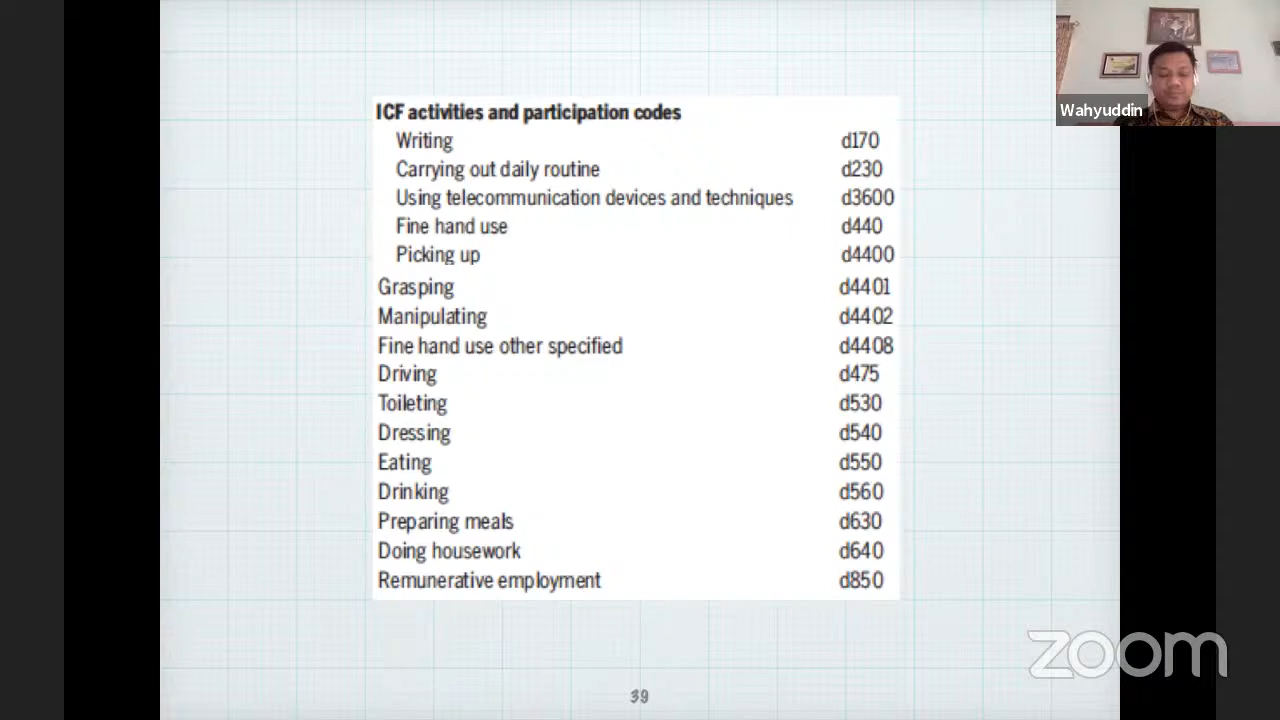 Wahyuddin
ICF activities and participation codes
Writing d170
Carrying out daily routine d230
Using telecommunication devices and techniques d3600
Fine hand use d440
Picking up d4400
Grasping d4401
Manipulating d4402
Fine hand use other specified d4408
Driving d475
Toileting d530
Dressing d540
Eating d550
Drinking d560
Preparing meals d630
Doing housework d640
Remunerative employment d850
zoom
39